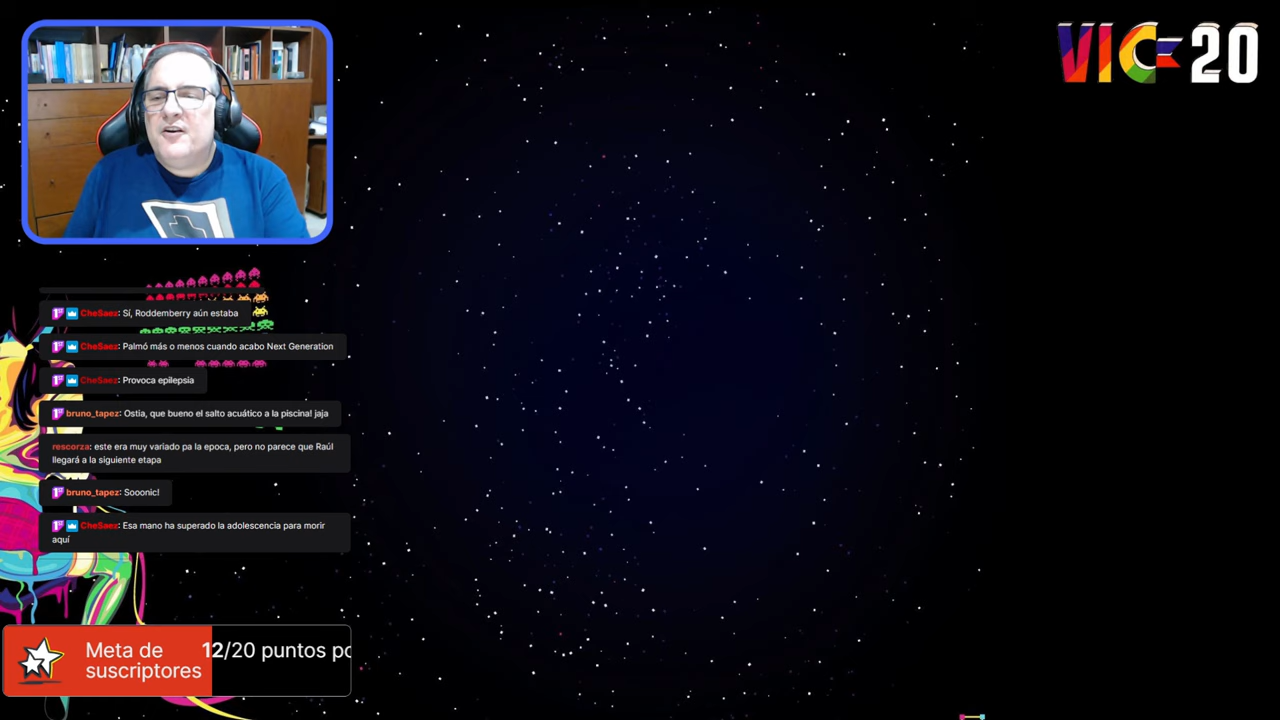 VIC-20
CheSaez: Sí, Roddemberry aún estaba
CheSaez: Palmó más o menos cuando acabo Next Generation
CheSaez: Provoca epilepsia
bruno_tapez: Ostia, que bueno el salto acuático a la piscina! jaja
rescorza: este era muy variado pa la epoca, pero no parece que Raúl
llegará a la siguiente etapa
bruno_tapez: Sooonic!
CheSaez: Esa mano ha superado la adolescencia para morir
aquí
Meta de
suscriptores
12/20 puntos po